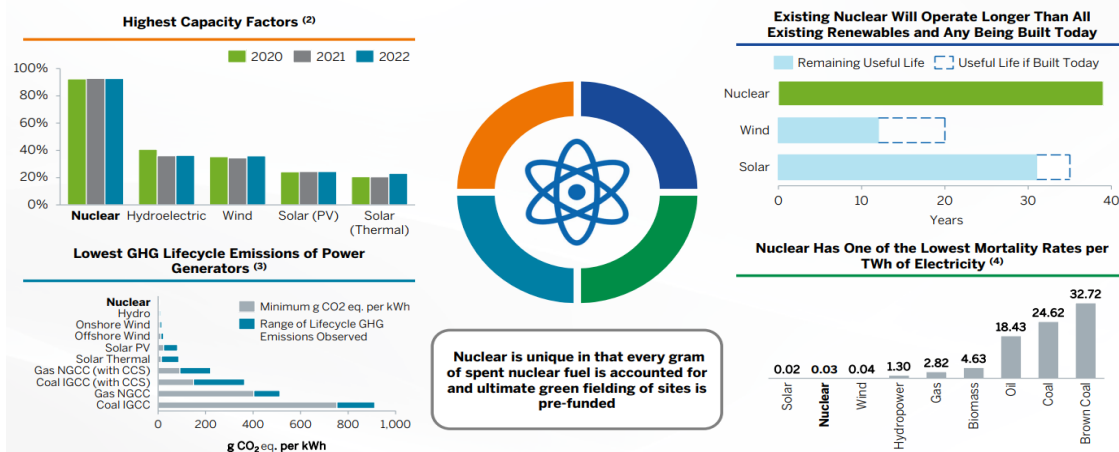 Highest Capacity Factors (2)
2020 2021 2022
100%
80%
60%
40%
20%
0%
Nuclear Hydroelectric Wind Solar (PV) Solar
(Thermal)
Lowest GHG Lifecycle Emissions of Power
Generators (3)
Nuclear
Hydro
Onshore Wind
Offshore Wind
Solar PV
Solar Thermal
Gas NGCC (with CCS)
Coal IGCC (with CCS)
Gas NGCC
Coal IGCC
Minimum g CO2 eq. per kWh
Range of Lifecycle GHG
Emissions Observed
0 200 400 600 800 1,000
g CO2 eq. per kWh
Nuclear is unique in that every gram
of spent nuclear fuel is accounted for
and ultimate green fielding of sites is
pre-funded
Existing Nuclear Will Operate Longer Than All
Existing Renewables and Any Being Built Today
Remaining Useful Life Useful Life if Built Today
Nuclear
Wind
Solar
0 10 20 30 40
Years
Nuclear Has One of the Lowest Mortality Rates per
TWh of Electricity (4)
0.02 0.03 0.04 1.30 2.82 4.63 18.43 24.62 32.72
Solar Nuclear Wind Hydropower Gas Biomass Oil Coal Brown Coal